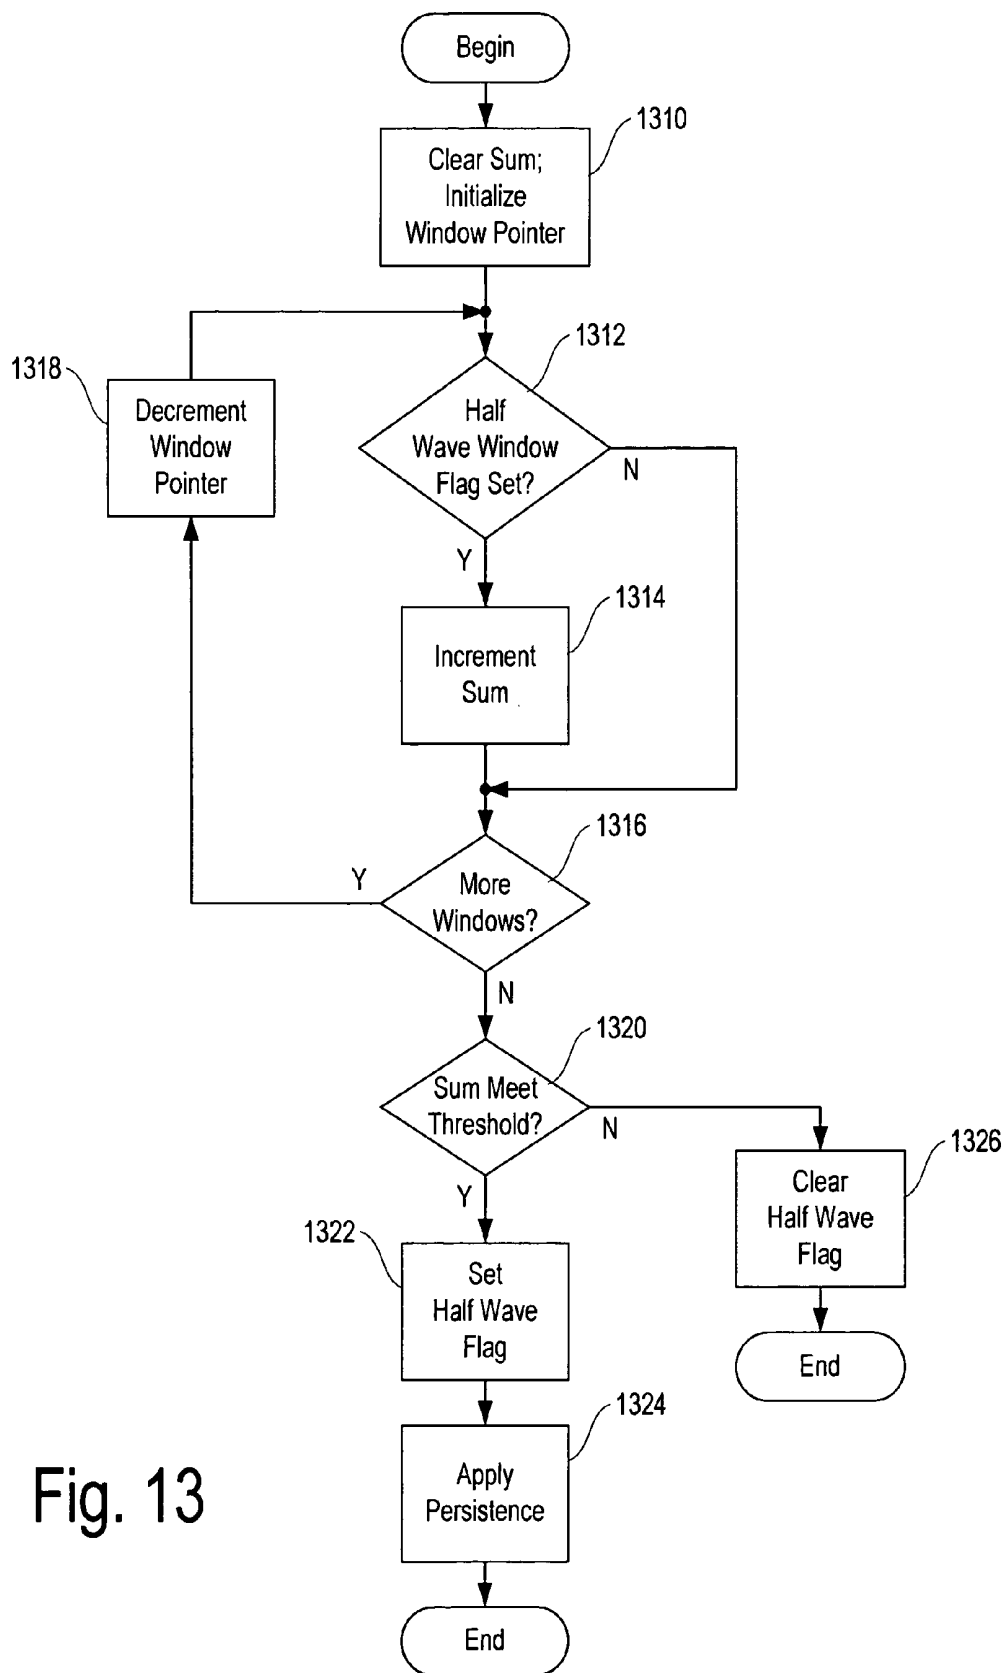 Begin
1310
Clear Sum;
Initialize
Window Pointer
1312
Half
Wave Window
Flag Set?
N
Y
1318
Decrement
Window
Pointer
1314
Increment
Sum
1316
More
Windows?
Y
N
1320
Sum Meet
Threshold?
N
Y
1326
Clear
Half Wave
Flag
End
1322
Set
Half Wave
Flag
1324
Apply
Persistence
End
Fig. 13